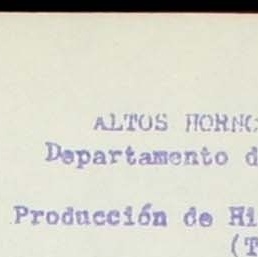 ALTOS HORNO
Departamento d
Producción de Hi
(T